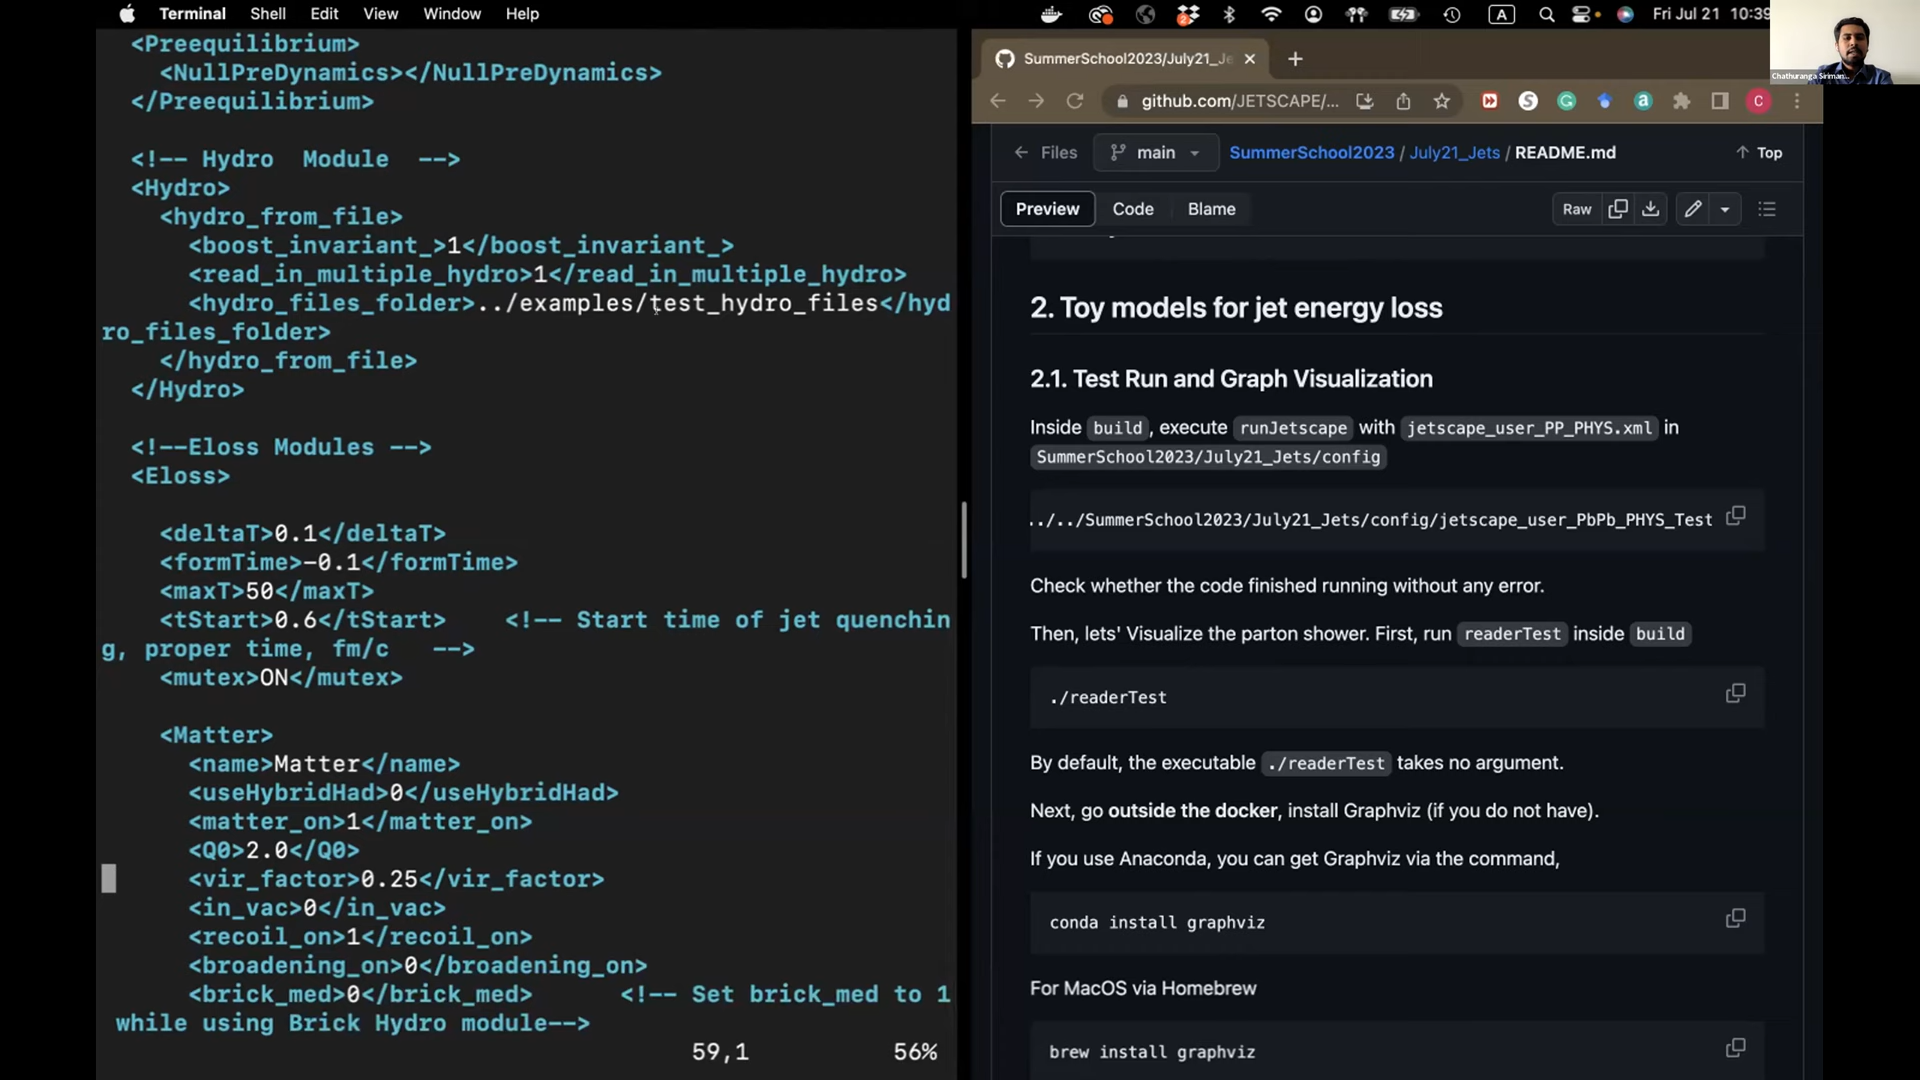 Terminal Shell Edit View Window Help
A
Fri Jul 21 10:39
<Preequilibrium>
<NullPreDynamics></NullPreDynamics>
</Preequilibrium>
<!-- Hydro Module -->
<Hydro>
<hydro_from_file>
<boost_invariant_>1</boost_invariant_>
<read_in_multiple_hydro>1</read_in_multiple_hydro>
<hydro_files_folder>../examples/test_hydro_files</hyd
ro_files_folder>
</hydro_from_file>
</Hydro>
<!--Eloss Modules -->
<Eloss>
<deltaT>0.1</deltaT>
<formTime>-0.1</formTime>
<maxT>50</maxT>
<tStart>0.6</tStart> <!-- Start time of jet quenchin
g, proper time, fm/c -->
<mutex>ON</mutex>
<Matter>
<name>Matter</name>
<useHybridHad>0</useHybridHad>
<matter_on>1</matter_on>
<Q0>2.0</Q0>
<vir_factor>0.25</vir_factor>
<in_vac>0</in_vac>
<recoil_on>1</recoil_on>
<broadening_on>0</broadening_on>
<brick_med>0</brick_med> <!-- Set brick_med to 1
while using Brick Hydro module-->
59,1 56%
SummerSchool2023/July21_Je
github.com/JETSCAPE/...
Files main SummerSchool2023 / July21_Jets / README.md Top
Preview Code Blame Raw
2. Toy models for jet energy loss
2.1. Test Run and Graph Visualization
Inside build, execute runJetscape with jetscape_user_PP_PHYS.xml in
SummerSchool2023/July21_Jets/config
../../SummerSchool2023/July21_Jets/config/jetscape_user_PbPb_PHYS_Test
Check whether the code finished running without any error.
Then, lets' Visualize the parton shower. First, run readerTest inside build
./readerTest
By default, the executable ./readerTest takes no argument.
Next, go outside the docker, install Graphviz (if you do not have).
If you use Anaconda, you can get Graphviz via the command,
conda install graphviz
For MacOS via Homebrew
brew install graphviz
Chathuranga Siriman...